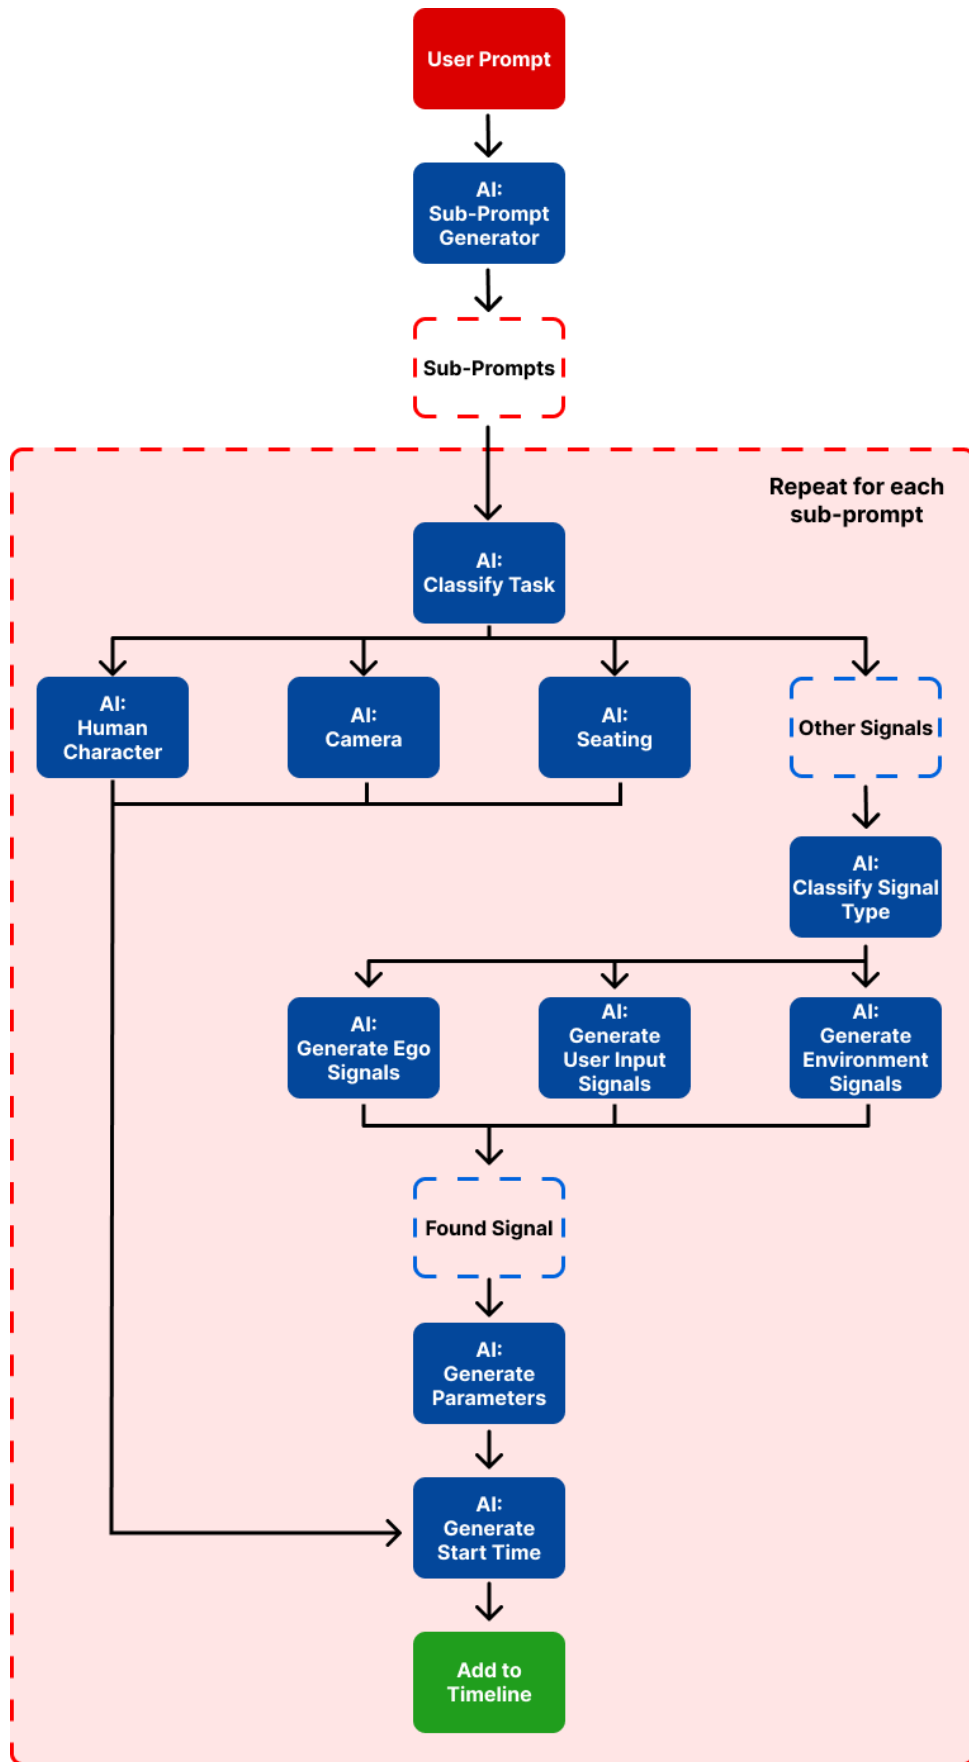 User Prompt
AI:
Sub-Prompt
Generator
Sub-Prompts
Repeat for each
sub-prompt
AI:
Classify Task
AI:
Human
Character
AI:
Camera
AI:
Seating
Other Signals
AI:
Classify Signal
Type
AI:
Generate Ego
Signals
AI:
Generate
User Input
Signals
AI:
Generate
Environment
Signals
Found Signal
AI:
Generate
Parameters
AI:
Generate
Start Time
Add to
Timeline